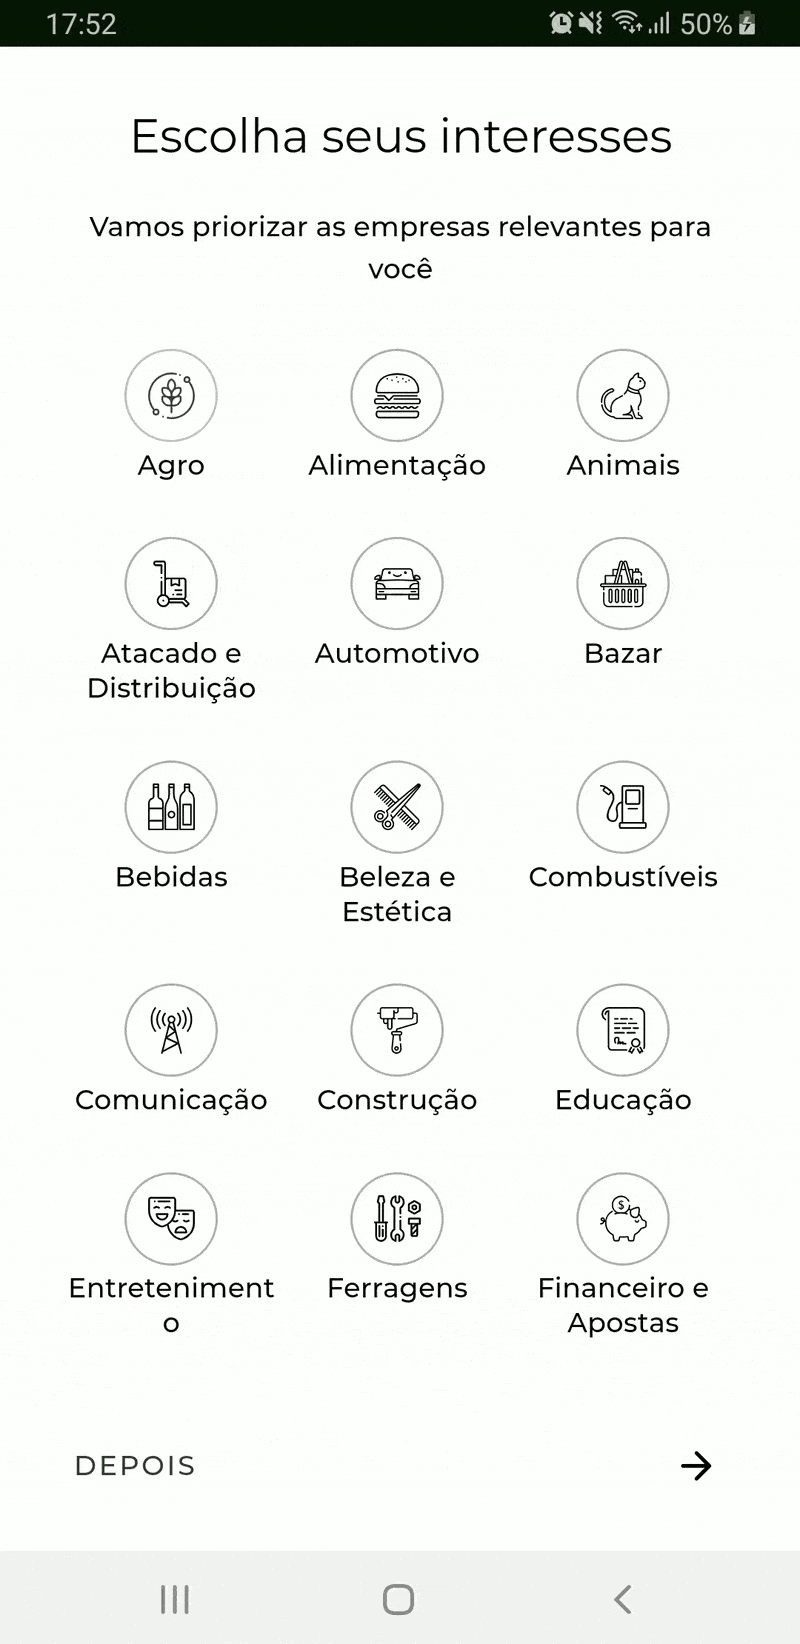 17:52
50%
Escolha seus interesses
Vamos priorizar as empresas relevantes para
você
Agro
Alimentação
Animais
Atacado e
Distribuição
Automotivo
Bazar
Bebidas
Beleza e
Estética
Combustíveis
Comunicação
Construção
Educação
Entreteniment
o
Ferragens
Financeiro e
Apostas
DEPOIS